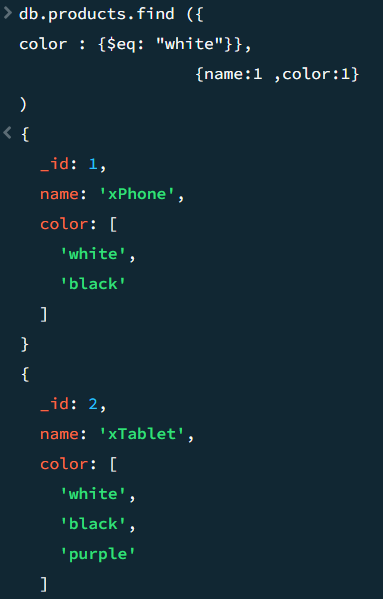 db.products.find ({
color : {$eq: "white"}},
{name:1 ,color:1}
)
{
_id: 1,
name: 'xPhone',
color: [
'white',
'black'
]
}
{
_id: 2,
name: 'xTablet',
color: [
'white',
'black',
'purple'
]